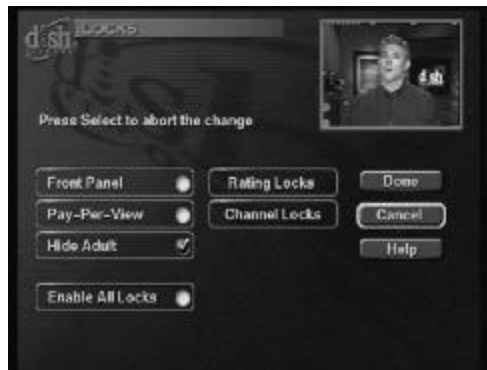 dish
LOCKS
dish
Press Select to abort the change
Front Panel
Rating Locks
Done
Pay-Per-View
Channel Locks
Cancel
Hide Adult
Help
Enable All Locks